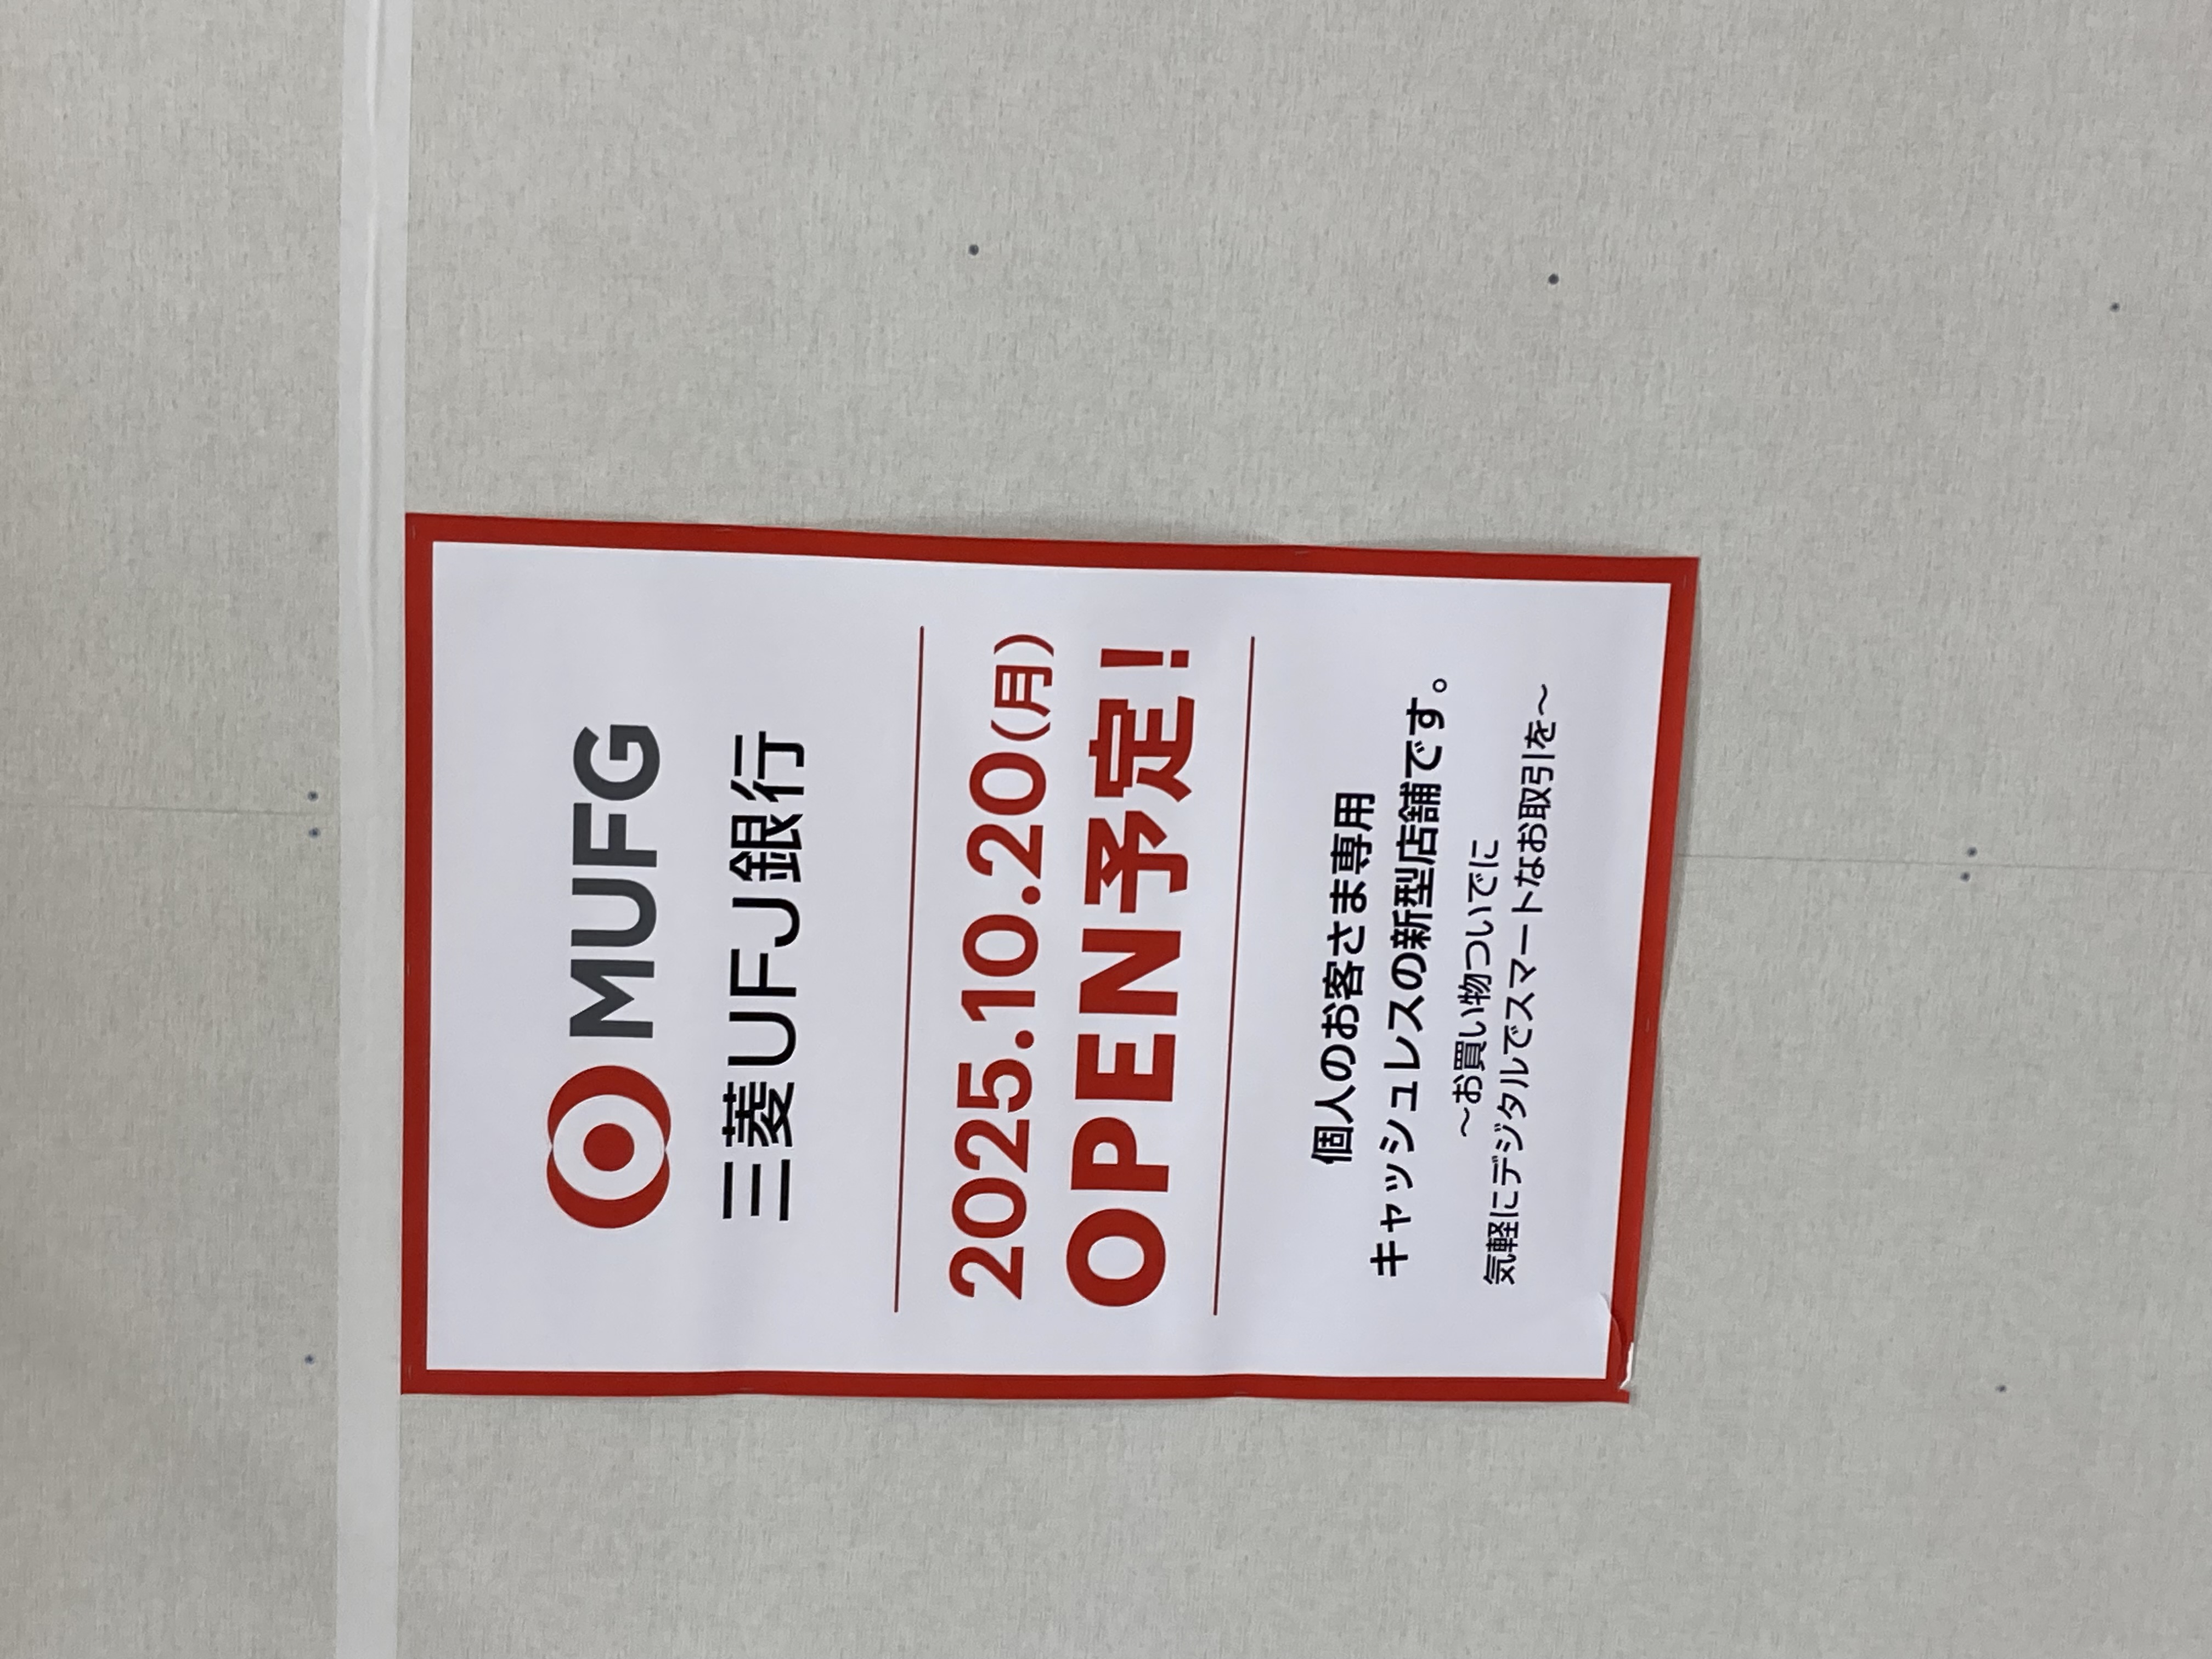 MUFG
三菱UFJ銀行
2025.10.20(月)
OPEN予定!
個人のお客さま専用
キャッシュレスの新型店舗です。
～お買い物ついでに
気軽にデジタルでスマートなお取引を～